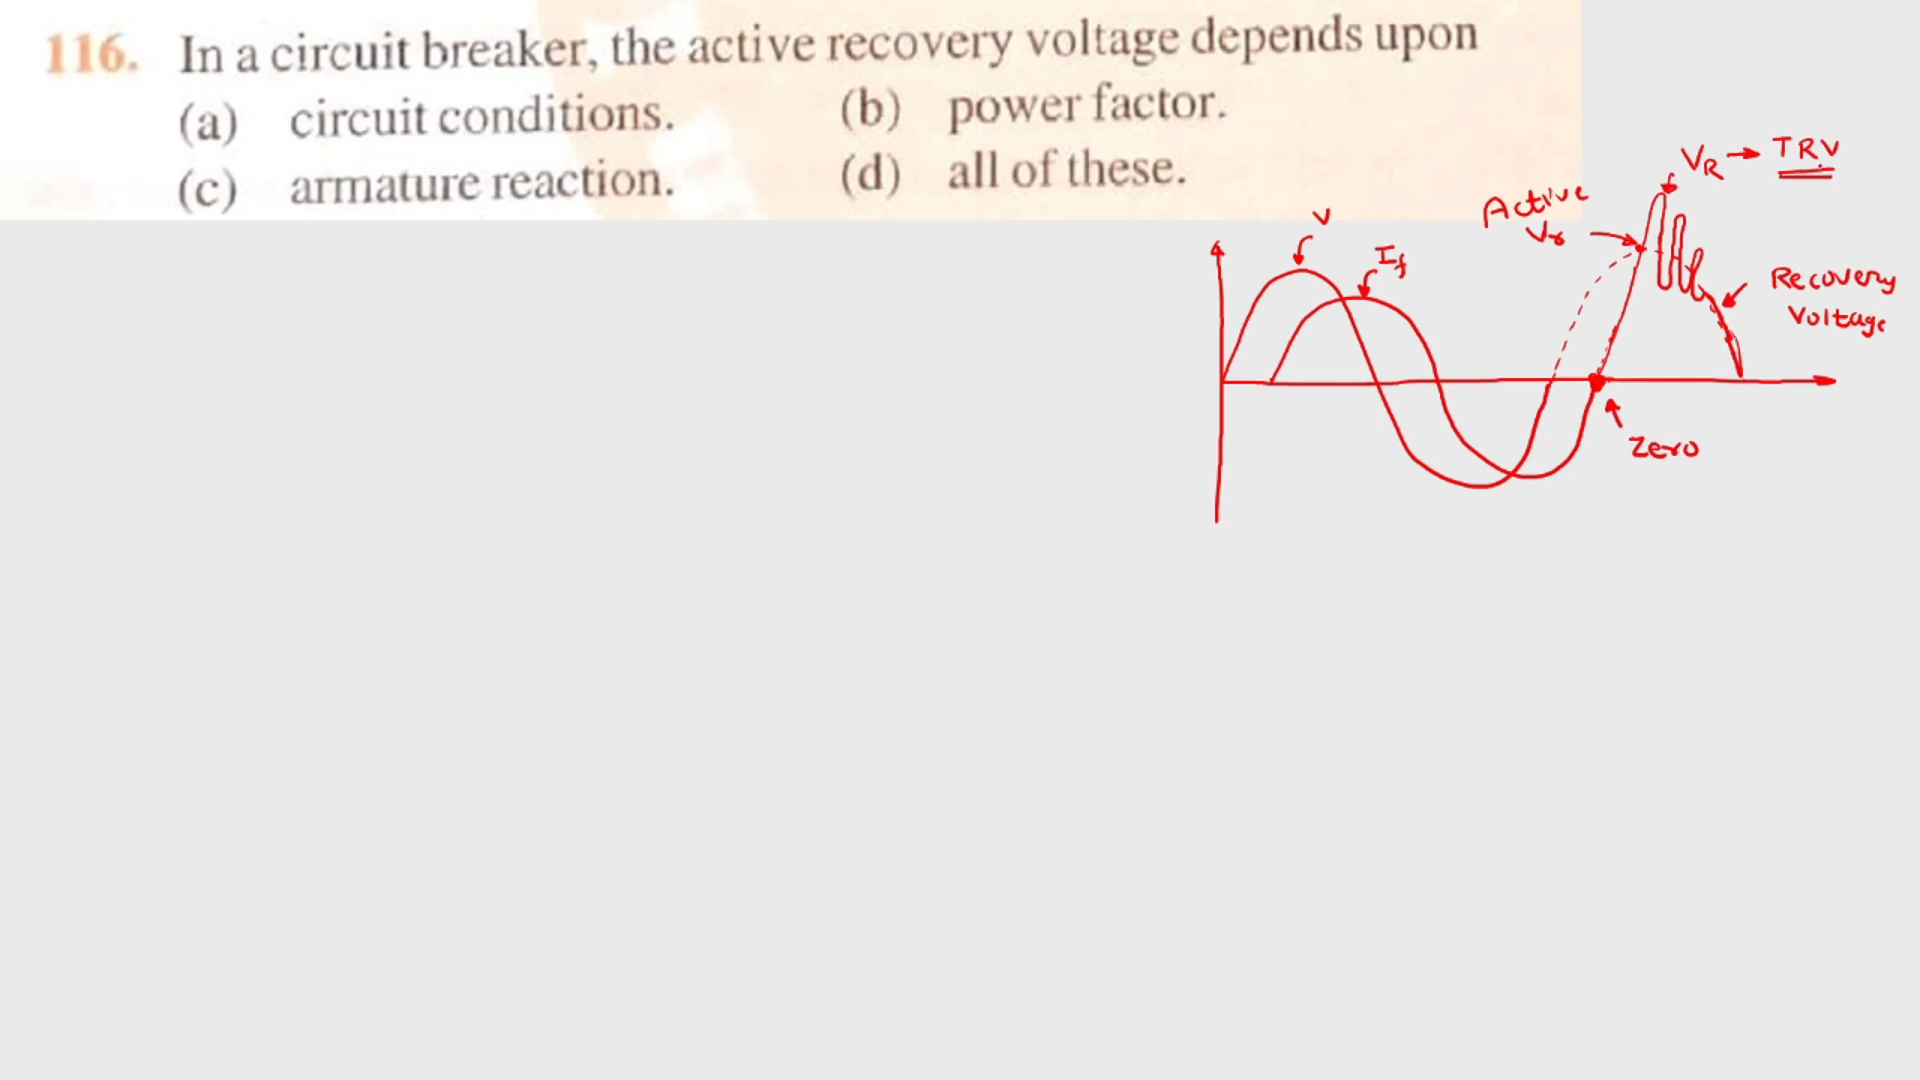 116. In a circuit breaker, the active recovery voltage depends upon
(a) circuit conditions. (b) power factor.
(c) armature reaction. (d) all of these.
VR → TRV
Active
Vr
V
If
Recovery
Voltage
Zero